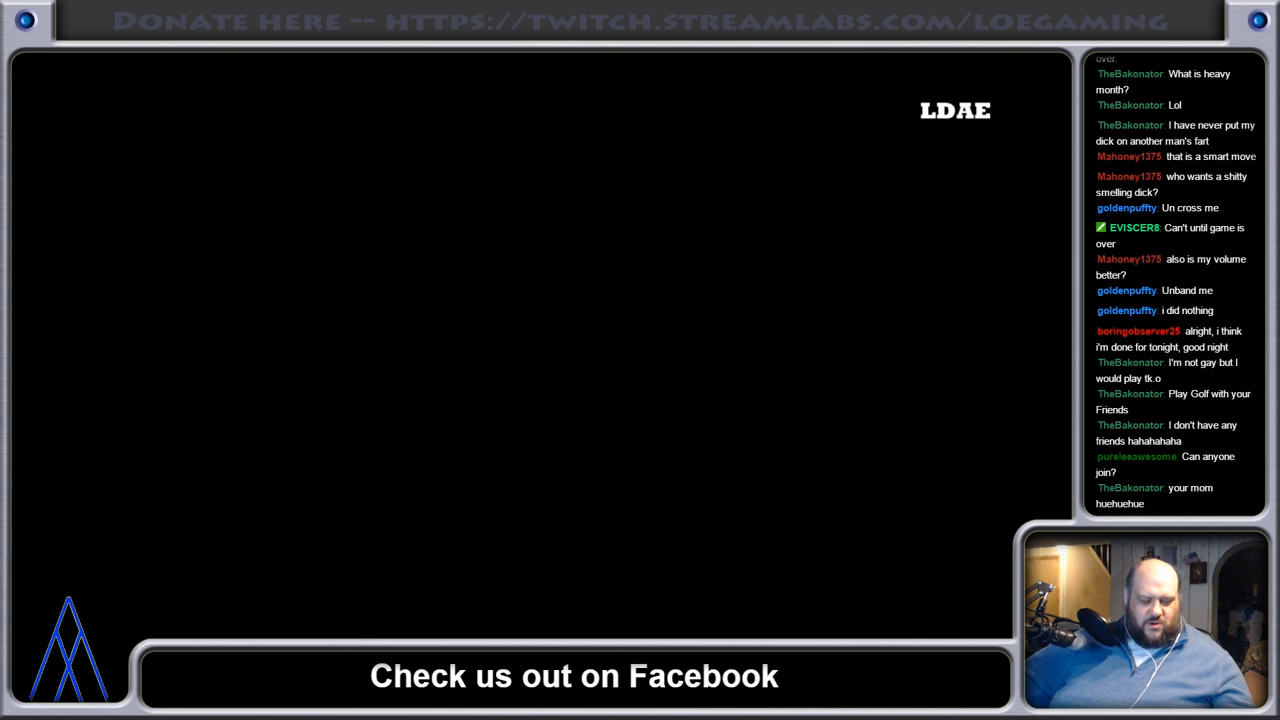 DONATE HERE -- HTTPS://TWITCH.STREAMLABS.COM/LOEGAMING
LDAE
over.
TheBakonator: What is heavy
month?
TheBakonator: Lol
TheBakonator: I have never put my
dick on another man's fart
Mahoney1375: that is a smart move
Mahoney1375: who wants a shitty
smelling dick?
goldenpuffty: Un cross me
EVISCER8: Can't until game is
over
Mahoney1375: also is my volume
better?
goldenpuffty: Unband me
goldenpuffty: i did nothing
boringobserver25: alright, i think
i'm done for tonight, good night
TheBakonator: I'm not gay but I
would play tk.o
TheBakonator: Play Golf with your
Friends
TheBakonator: I don't have any
friends hahahahaha
pureleeawesome: Can anyone
join?
TheBakonator: your mom
huehuehue
Check us out on Facebook